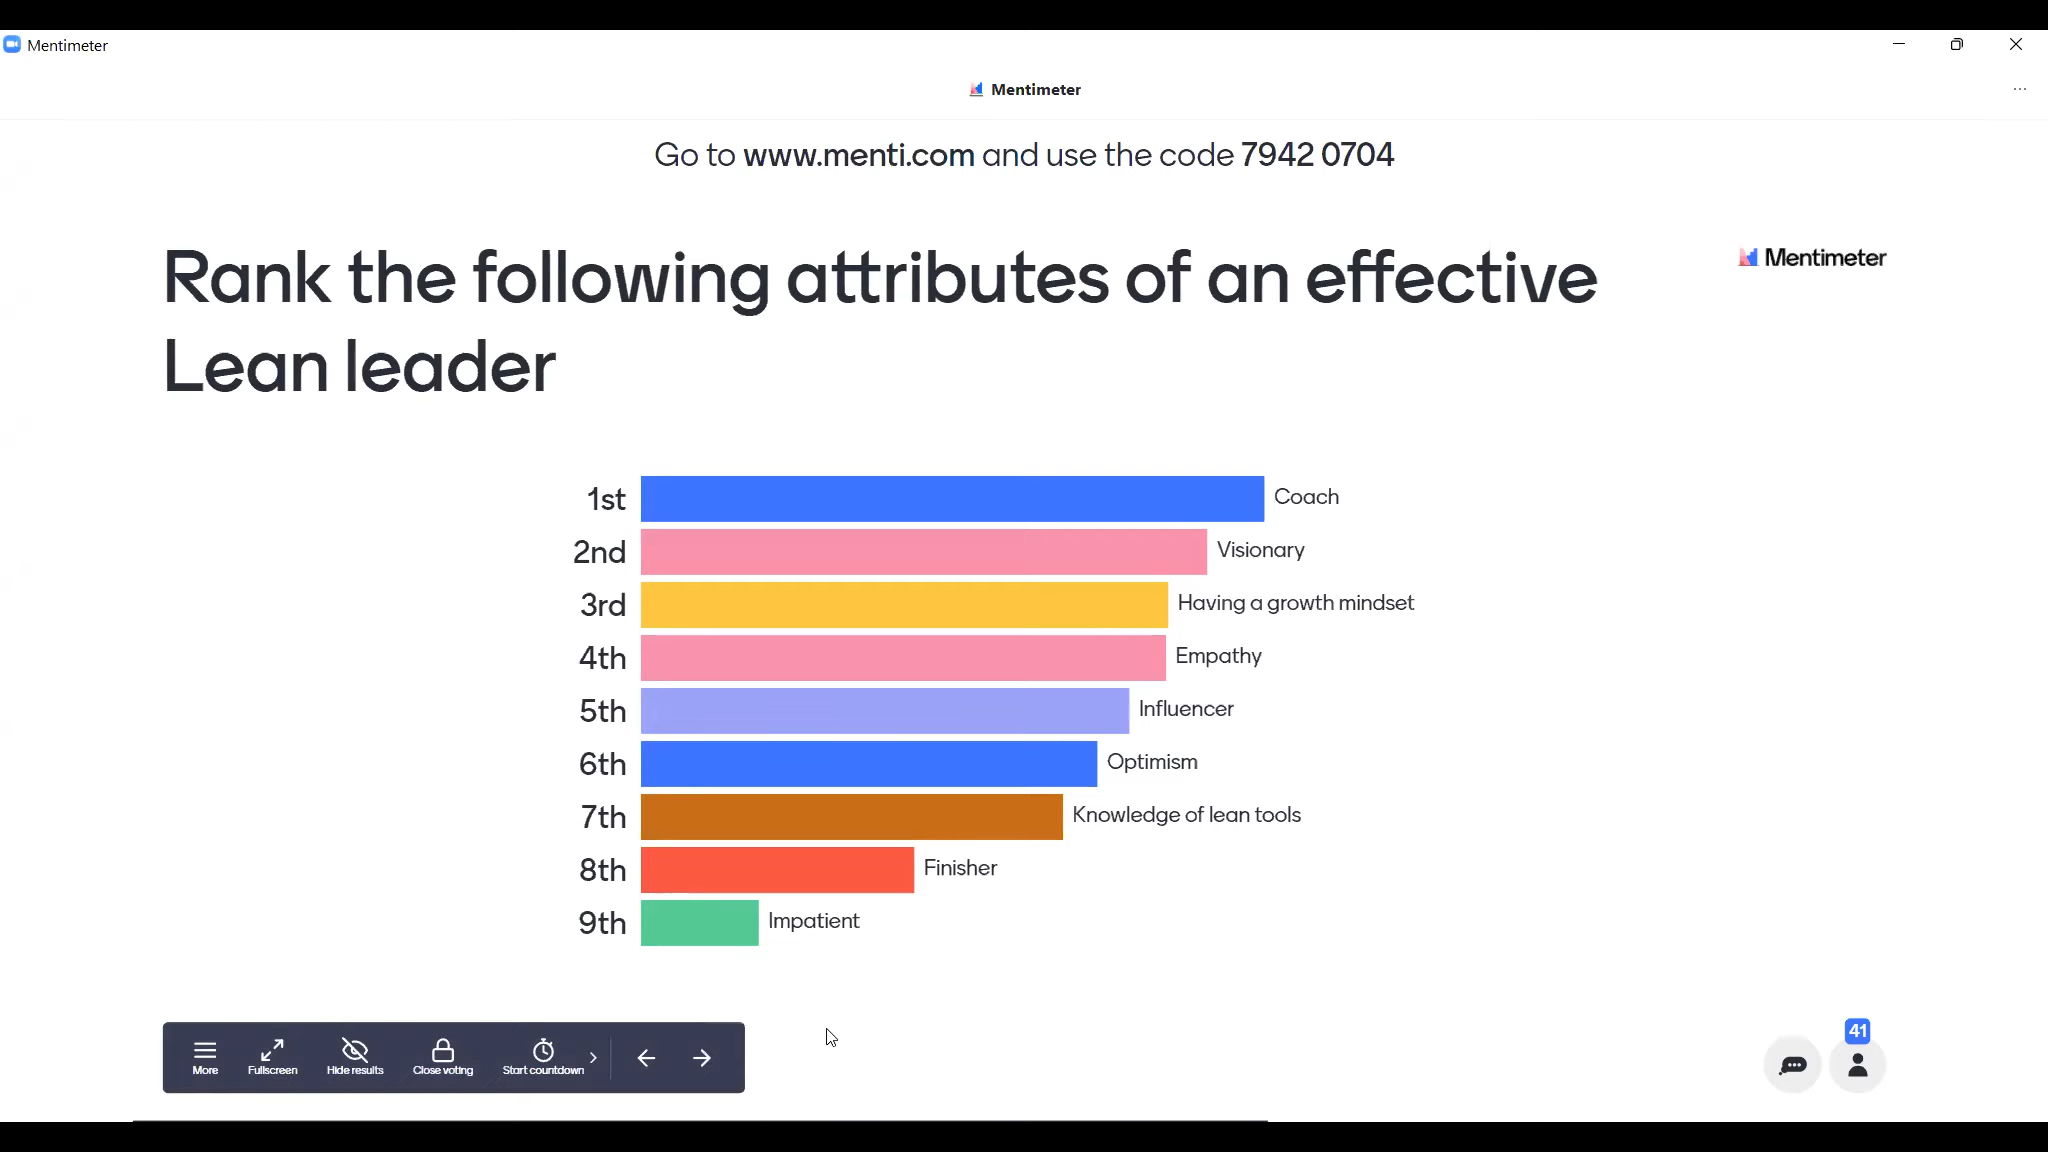 Mentimeter
Mentimeter
Go to www.menti.com and use the code 7942 0704
Rank the following attributes of an effective
Lean leader
Mentimeter
1st Coach
2nd Visionary
3rd Having a growth mindset
4th Empathy
5th Influencer
6th Optimism
7th Knowledge of lean tools
8th Finisher
9th Impatient
More Fullscreen Hide results Close voting Start countdown
41